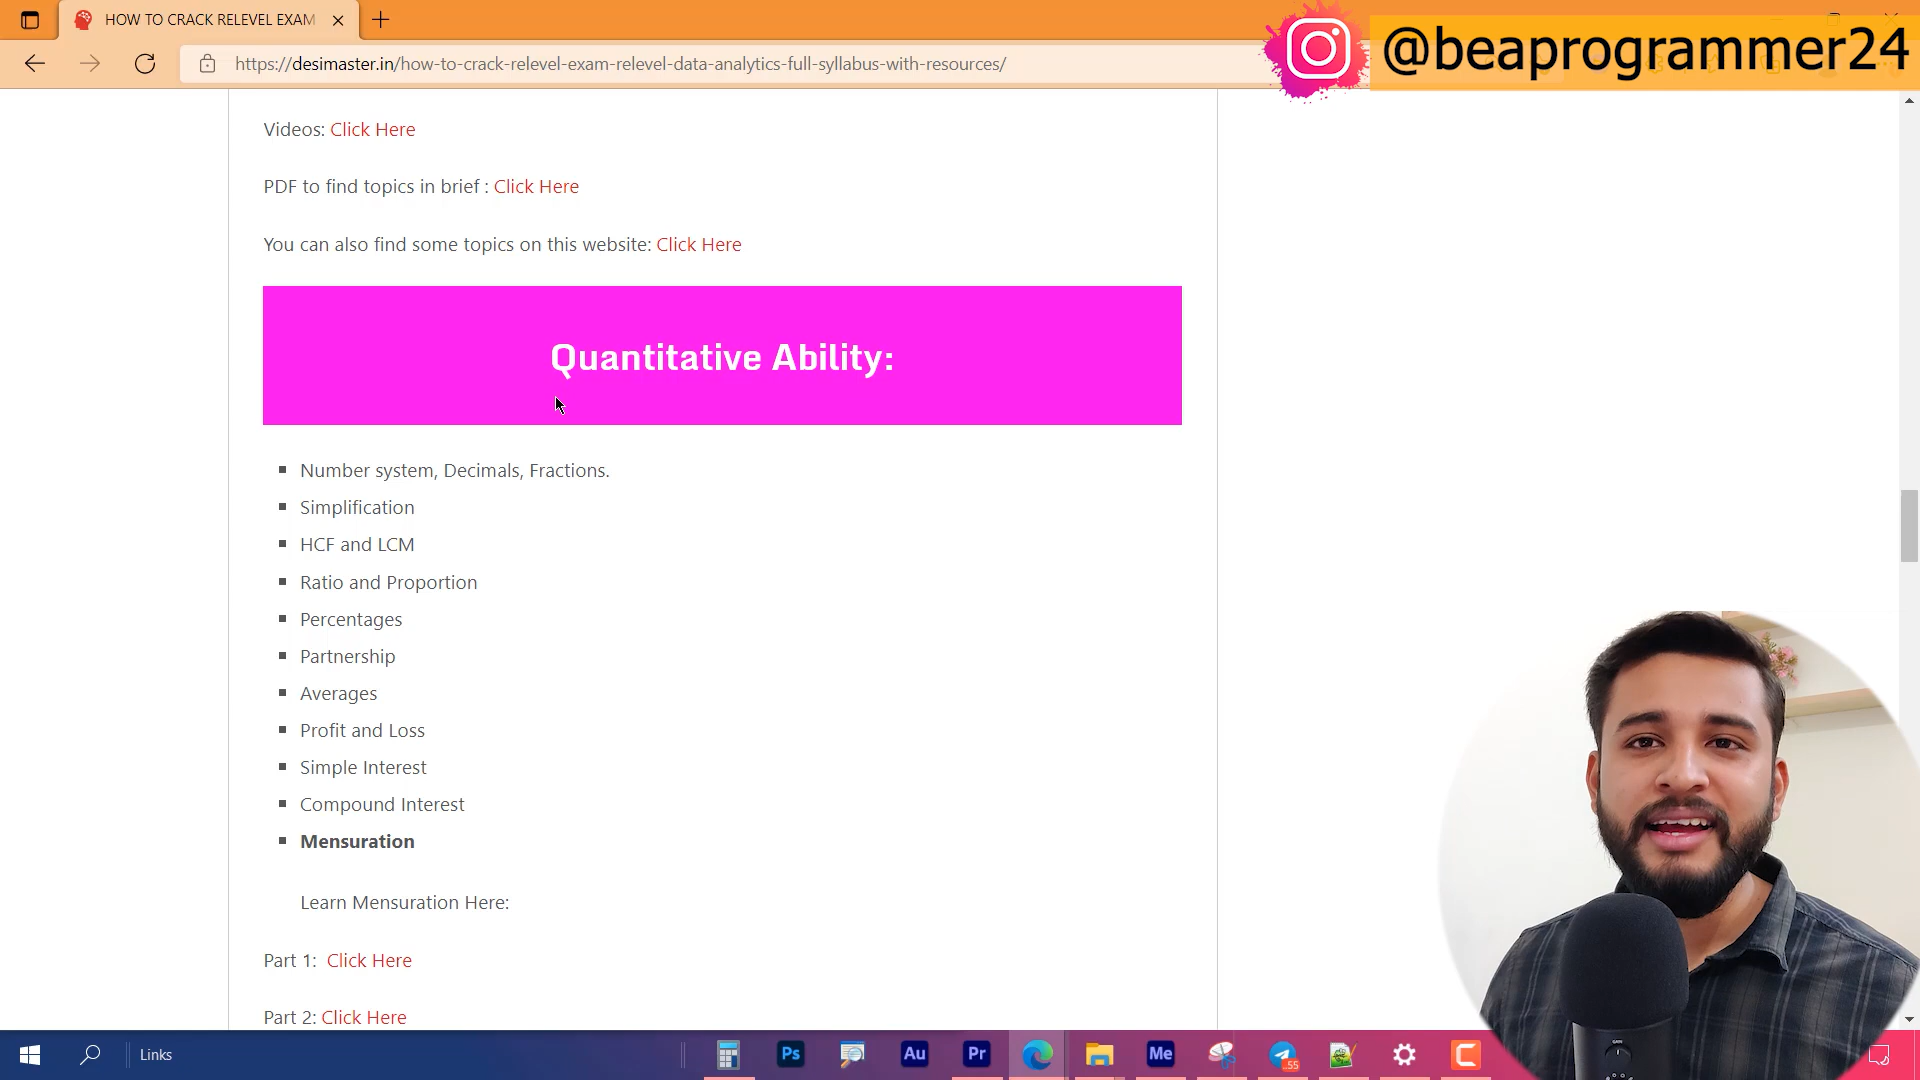 HOW TO CRACK RELEVEL EXAM
@beaprogrammer24
https://desimaster.in/how-to-crack-relevel-exam-relevel-data-analytics-full-syllabus-with-resources/
Videos: Click Here
PDF to find topics in brief : Click Here
You can also find some topics on this website: Click Here
Quantitative Ability:
Number system, Decimals, Fractions.
Simplification
HCF and LCM
Ratio and Proportion
Percentages
Partnership
Averages
Profit and Loss
Simple Interest
Compound Interest
Mensuration
Learn Mensuration Here:
Part 1: Click Here
Part 2: Click Here
Links
Ps
Au
Pr
Me
55